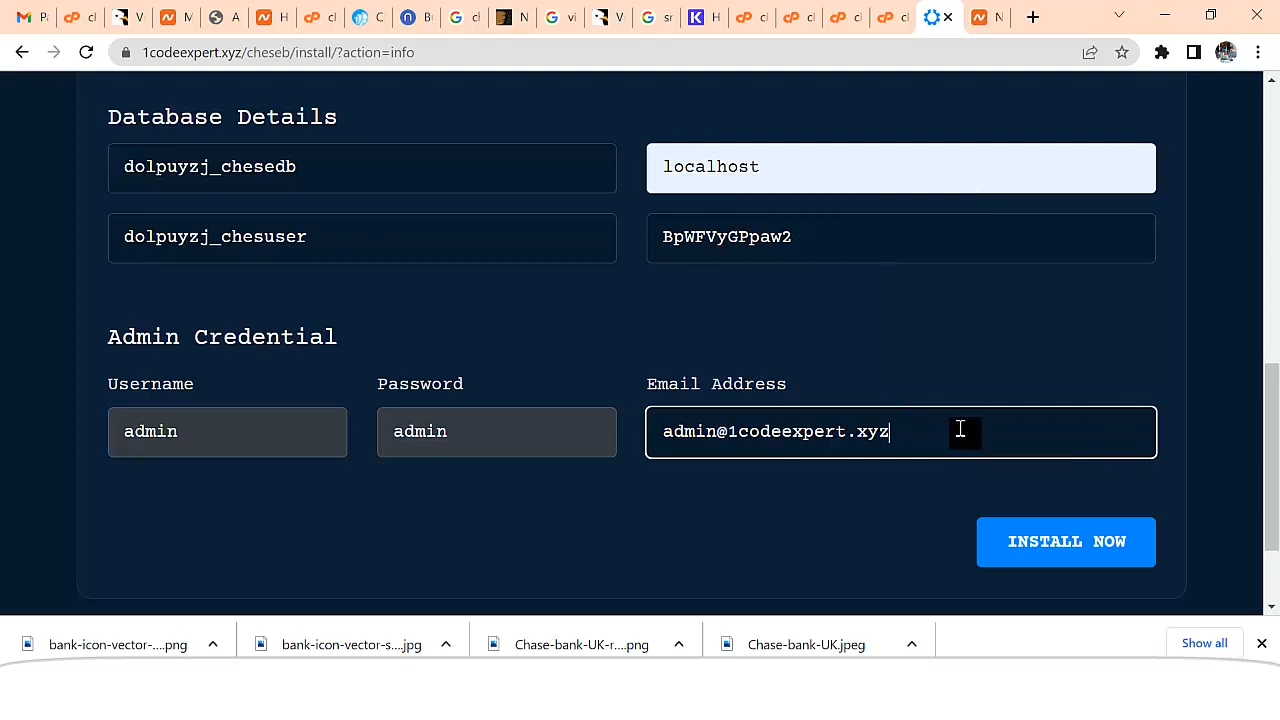 1codeexpert.xyz/cheseb/install/?action=info
Database Details
dolpuyzj_chesedb
localhost
dolpuyzj_chesuser
BpWFVyGPpaw2
Admin Credential
Username
Password
Email Address
admin
admin
admin@1codeexpert.xyz
INSTALL NOW
bank-icon-vector-....png
bank-icon-vector-s....jpg
Chase-bank-UK-r....png
Chase-bank-UK.jpeg
Show all